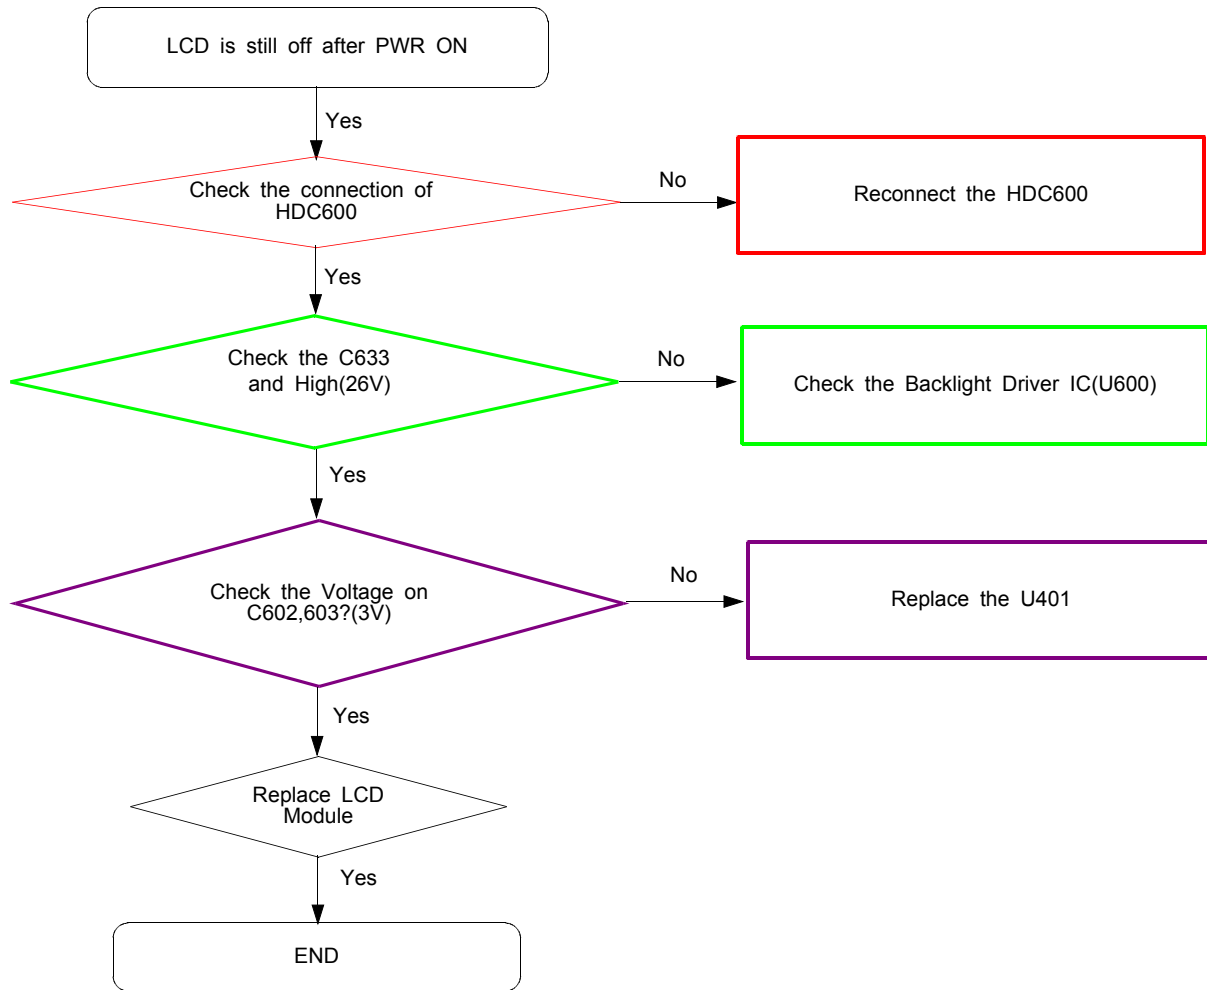 LCD is still off after PWR ON
Yes
Check the connection of
HDC600
No
Reconnect the HDC600
Yes
Check the C633
and High(26V)
No
Check the Backlight Driver IC(U600)
Yes
Check the Voltage on
C602,603?(3V)
No
Replace the U401
Yes
Replace LCD
Module
Yes
END